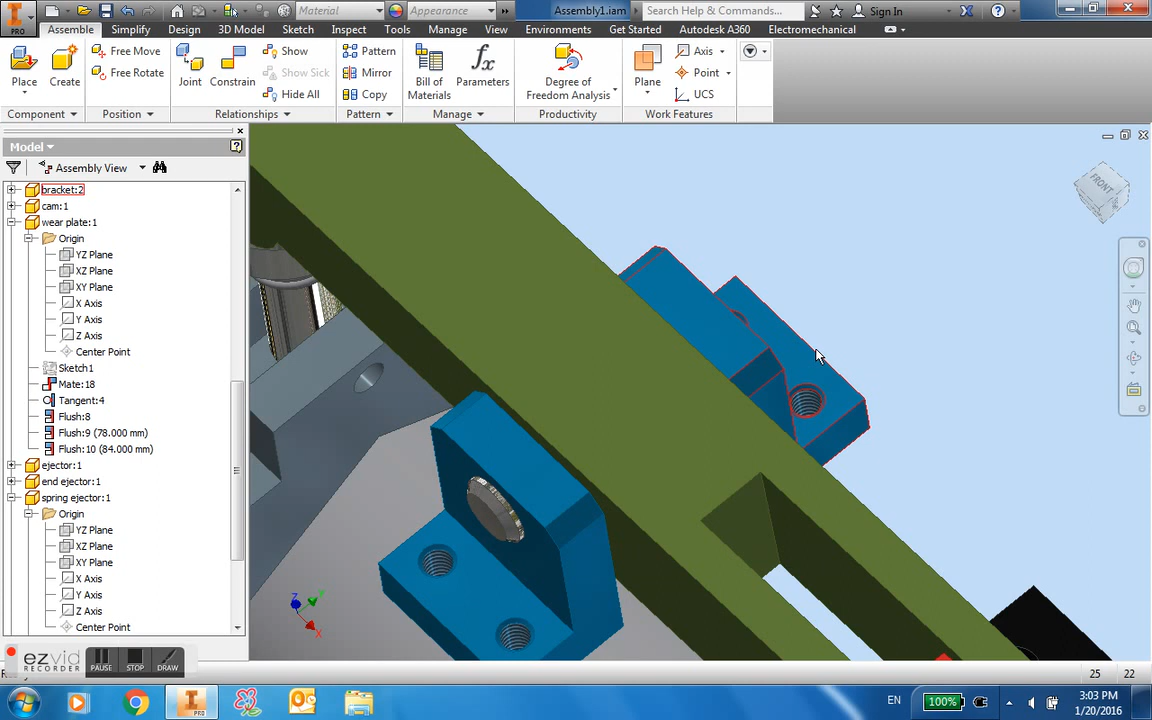 PRO
Material
Appearance
Assembly1.iam
Search Help & Commands...
Sign In
Assemble Simplify Design 3D Model Sketch Inspect Tools Manage View Environments Get Started Autodesk A360 Electromechanical
Place
Create
Free Move
Free Rotate
Joint
Constrain
Show
Show Sick
Hide All
Pattern
Mirror
Copy
Bill of
Materials
fx
Parameters
Degree of
Freedom Analysis
Plane
Axis
Point
UCS
Component Position Relationships Pattern Manage Productivity Work Features
Model
Assembly View
bracket:2
cam:1
wear plate:1
Origin
YZ Plane
XZ Plane
XY Plane
X Axis
Y Axis
Z Axis
Center Point
Sketch1
Mate:18
Tangent:4
Flush:8
Flush:9 (78.000 mm)
Flush:10 (84.000 mm)
ejector:1
end ejector:1
spring ejector:1
Origin
YZ Plane
XZ Plane
XY Plane
X Axis
Y Axis
Z Axis
Center Point
FRONT
Z
Y
X
ezvid
RECORDER
PAUSE STOP DRAW
25 22
PRO
EN
100%
3:03 PM
1/20/2016